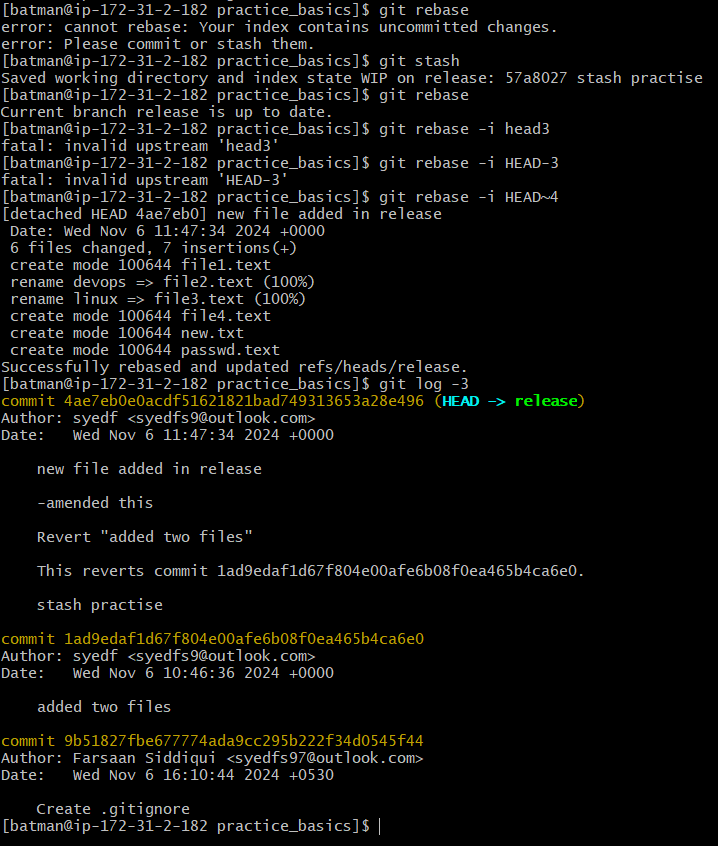 [batman@ip-172-31-2-182 practice_basics]$ git rebase
error: cannot rebase: Your index contains uncommitted changes.
error: Please commit or stash them.
[batman@ip-172-31-2-182 practice_basics]$ git stash
Saved working directory and index state WIP on release: 57a8027 stash practise
[batman@ip-172-31-2-182 practice_basics]$ git rebase
Current branch release is up to date.
[batman@ip-172-31-2-182 practice_basics]$ git rebase -i head3
fatal: invalid upstream 'head3'
[batman@ip-172-31-2-182 practice_basics]$ git rebase -i HEAD-3
fatal: invalid upstream 'HEAD-3'
[batman@ip-172-31-2-182 practice_basics]$ git rebase -i HEAD~4
[detached HEAD 4ae7eb0] new file added in release
 Date: Wed Nov 6 11:47:34 2024 +0000
 6 files changed, 7 insertions(+)
 create mode 100644 file1.text
 rename devops => file2.text (100%)
 rename linux => file3.text (100%)
 create mode 100644 file4.text
 create mode 100644 new.txt
 create mode 100644 passwd.text
Successfully rebased and updated refs/heads/release.
[batman@ip-172-31-2-182 practice_basics]$ git log -3
commit 4ae7eb0e0acdf51621821bad749313653a28e496 (HEAD -> release)
Author: syedf <syedfs9@outlook.com>
Date:   Wed Nov 6 11:47:34 2024 +0000
    new file added in release
    -amended this
    Revert "added two files"
    This reverts commit 1ad9edaf1d67f804e00afe6b08f0ea465b4ca6e0.
    stash practise
commit 1ad9edaf1d67f804e00afe6b08f0ea465b4ca6e0
Author: syedf <syedfs9@outlook.com>
Date:   Wed Nov 6 10:46:36 2024 +0000
    added two files
commit 9b51827fbe677774ada9cc295b222f34d0545f44
Author: Farsaan Siddiqui <syedfs97@outlook.com>
Date:   Wed Nov 6 16:10:44 2024 +0530
    Create .gitignore
[batman@ip-172-31-2-182 practice_basics]$